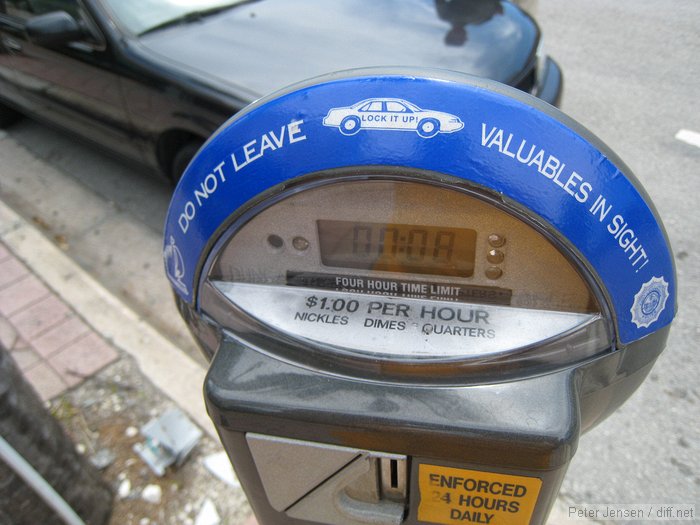 DO NOT LEAVE
LOCK IT UP!
VALUABLES IN SIGHT!
FOUR HOUR TIME LIMIT
$1.00 PER HOUR
NICKLES DIMES QUARTERS
ENFORCED
24 HOURS
DAILY
Peter Jensen / diff.net